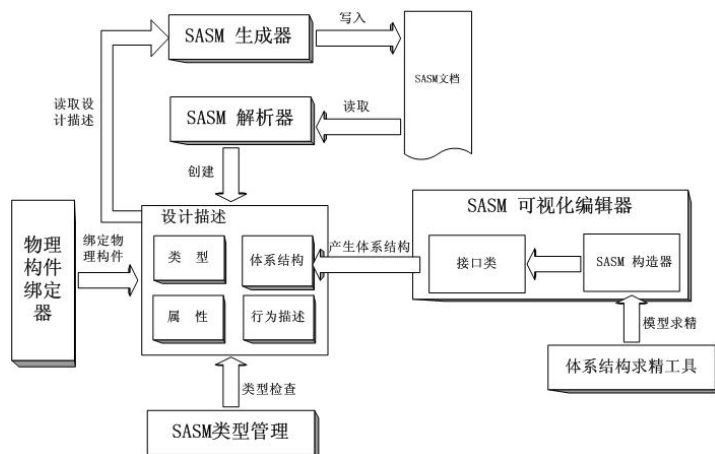 SASM 生成器
写入
SASM文档
读取设
计描述
SASM 解析器
读取
创建
设计描述
类 型
体系结构
属 性
行为描述
物理
构件
绑定
器
绑定物
理构件
产生体系结构
SASM 可视化编辑器
接口类
SASM 构造器
模型求精
体系结构求精工具
类型检查
SASM类型管理